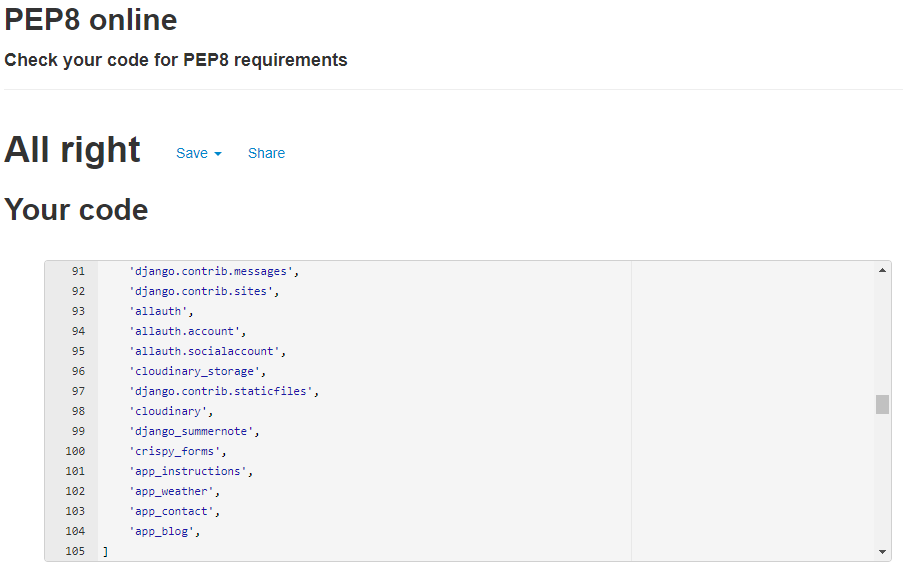 PEP8 online
Check your code for PEP8 requirements
All right Save Share
Your code
91 'django.contrib.messages',
92 'django.contrib.sites',
93 'allauth',
94 'allauth.account',
95 'allauth.socialaccount',
96 'cloudinary_storage',
97 'django.contrib.staticfiles',
98 'cloudinary',
99 'django_summernote',
100 'crispy_forms',
101 'app_instructions',
102 'app_weather',
103 'app_contact',
104 'app_blog',
105 ]